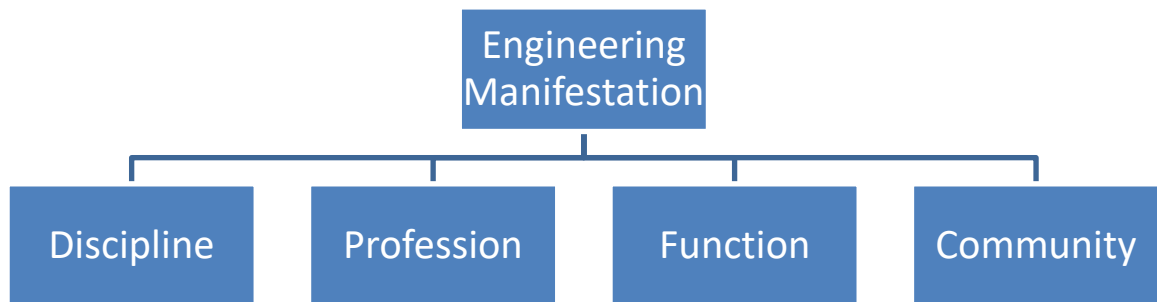 Engineering
Manifestation
Discipline
Profession
Function
Community